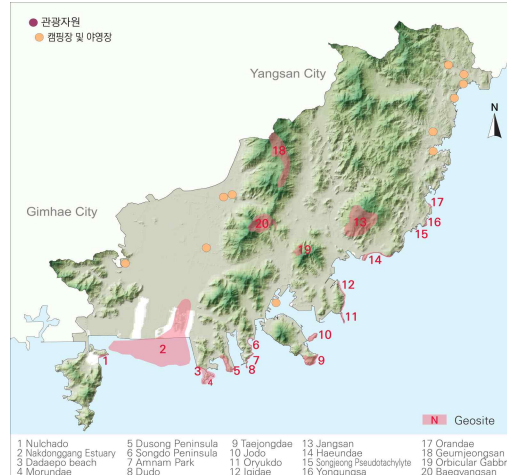 관광자원
캠핑장 및 야영장
Yangsan City
N
18
Gimhae City
17
20
13
16
15
19
14
12
11
6
10
2
1
7
3
5
8
9
4
N Geosite
1 Nulchado 5 Dusong Peninsula 9 Taejongdae 13 Jangsan 17 Orandae
2 Nakdonggang Estuary 6 Songdo Peninsula 10 Jodo 14 Haeundae 18 Geumjeongsan
3 Dadaepo beach 7 Amnam Park 11 Oryukdo 15 Songjeong Pseudotachylyte 19 Orbicular Gabbro
4 Morundae 8 Dudo 12 Igidae 16 Yongungsa 20 Baegyangsan